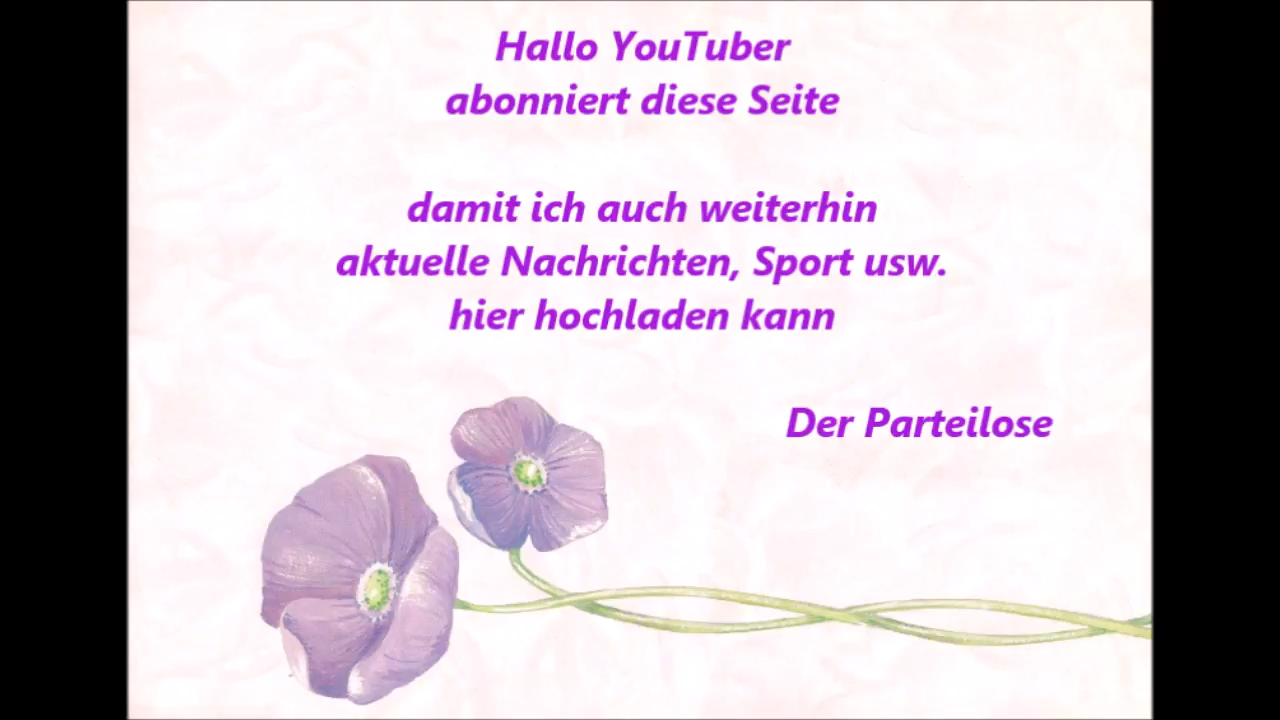 Hallo YouTuber
abonniert diese Seite
damit ich auch weiterhin
aktuelle Nachrichten, Sport usw.
hier hochladen kann
Der Parteilose